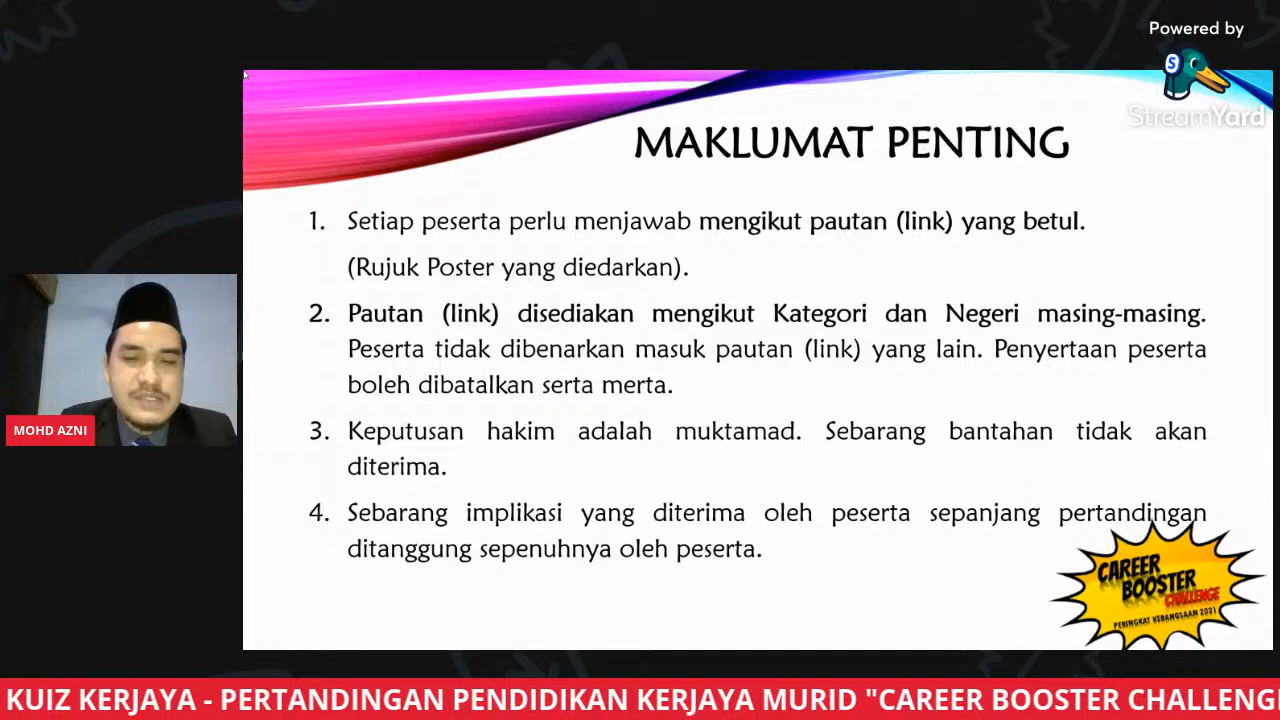 Powered by
S
StreamYard
MAKLUMAT PENTING
1. Setiap peserta perlu menjawab mengikut pautan (link) yang betul.
(Rujuk Poster yang diedarkan).
2. Pautan (link) disediakan mengikut Kategori dan Negeri masing-masing.
Peserta tidak dibenarkan masuk pautan (link) yang lain. Penyertaan peserta
boleh dibatalkan serta merta.
3. Keputusan hakim adalah muktamad. Sebarang bantahan tidak akan
diterima.
4. Sebarang implikasi yang diterima oleh peserta sepanjang pertandingan
ditanggung sepenuhnya oleh peserta.
MOHD AZNI
CAREER
BOOSTER
CHALLENGE
PERINGKAT KEBANGSAAN 2021
KUIZ KERJAYA - PERTANDINGAN PENDIDIKAN KERJAYA MURID "CAREER BOOSTER CHALLENG